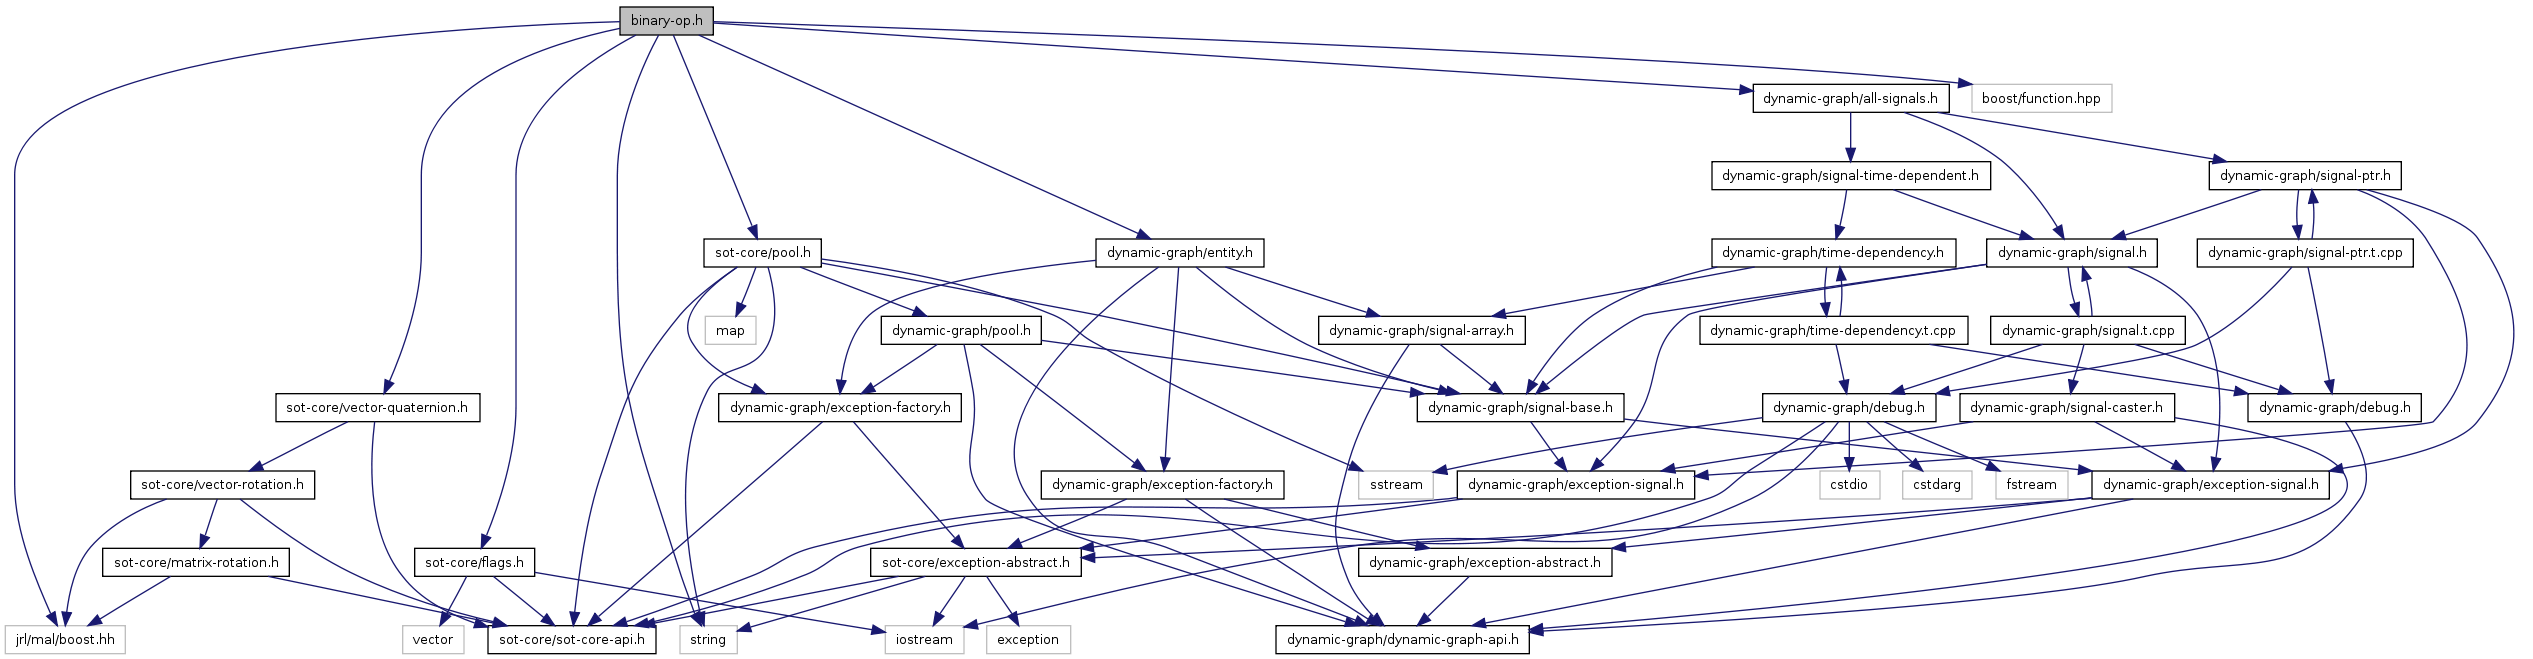 binary-op.h
dynamic-graph/all-signals.h
boost/function.hpp
dynamic-graph/signal-time-dependent.h
dynamic-graph/signal-ptr.h
sot-core/pool.h
dynamic-graph/entity.h
dynamic-graph/time-dependency.h
dynamic-graph/signal.h
dynamic-graph/signal-ptr.t.cpp
map
dynamic-graph/pool.h
dynamic-graph/signal-array.h
dynamic-graph/time-dependency.t.cpp
dynamic-graph/signal.t.cpp
sot-core/vector-quaternion.h
dynamic-graph/exception-factory.h
dynamic-graph/signal-base.h
dynamic-graph/debug.h
dynamic-graph/signal-caster.h
dynamic-graph/debug.h
sot-core/vector-rotation.h
dynamic-graph/exception-factory.h
sstream
dynamic-graph/exception-signal.h
cstdio
cstdarg
fstream
dynamic-graph/exception-signal.h
sot-core/matrix-rotation.h
sot-core/flags.h
sot-core/exception-abstract.h
dynamic-graph/exception-abstract.h
jrl/mal/boost.hh
vector
sot-core/sot-core-api.h
string
iostream
exception
dynamic-graph/dynamic-graph-api.h